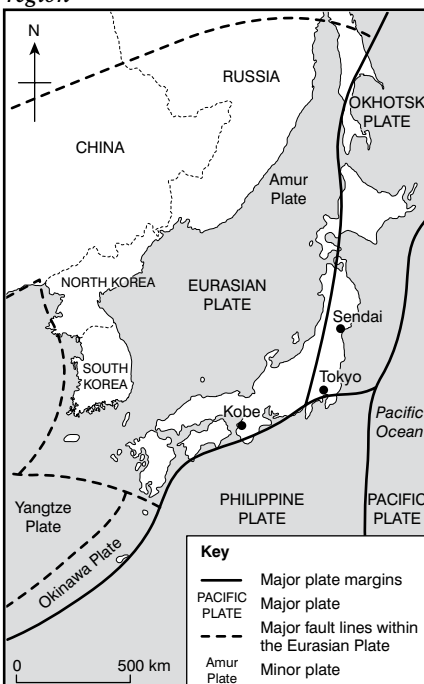 region
N
RUSSIA
OKHOTSK
PLATE
CHINA
Amur
Plate
NORTH KOREA
EURASIAN
PLATE
Sendai
SOUTH
KOREA
Tokyo
Kobe
Pacific
Ocean
Yangtze
Plate
PHILIPPINE
PLATE
PACIFIC
PLATE
Okinawa Plate
Key
Major plate margins
PACIFIC
PLATE
Major plate
Major fault lines within
the Eurasian Plate
Amur
Plate
Minor plate
0 500 km